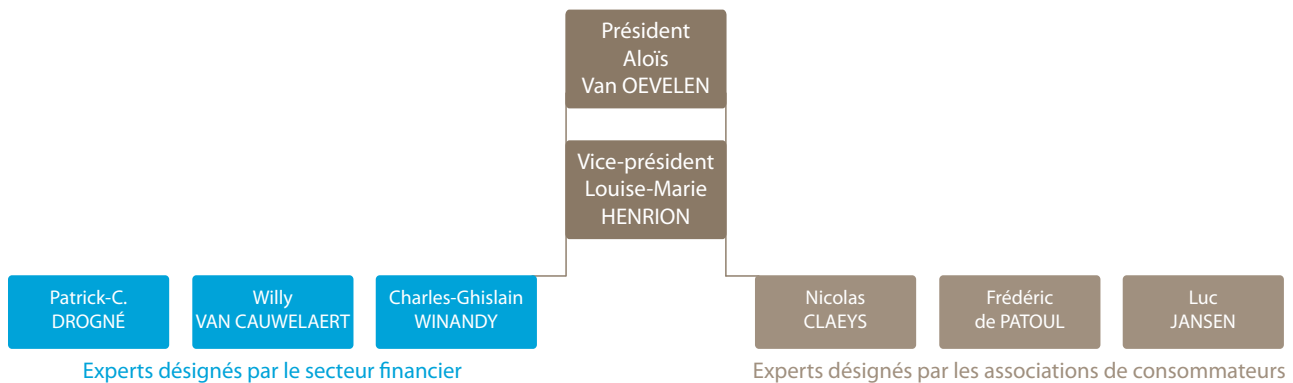 Président
Aloïs
Van OEVELEN
Vice-président
Louise-Marie
HENRION
Patrick-C.
DROGNÉ
Willy
VAN CAUWELAERT
Charles-Ghislain
WINANDY
Nicolas
CLAEYS
Frédéric
de PATOUL
Luc
JANSEN
Experts désignés par le secteur financier
Experts désignés par les associations de consommateurs